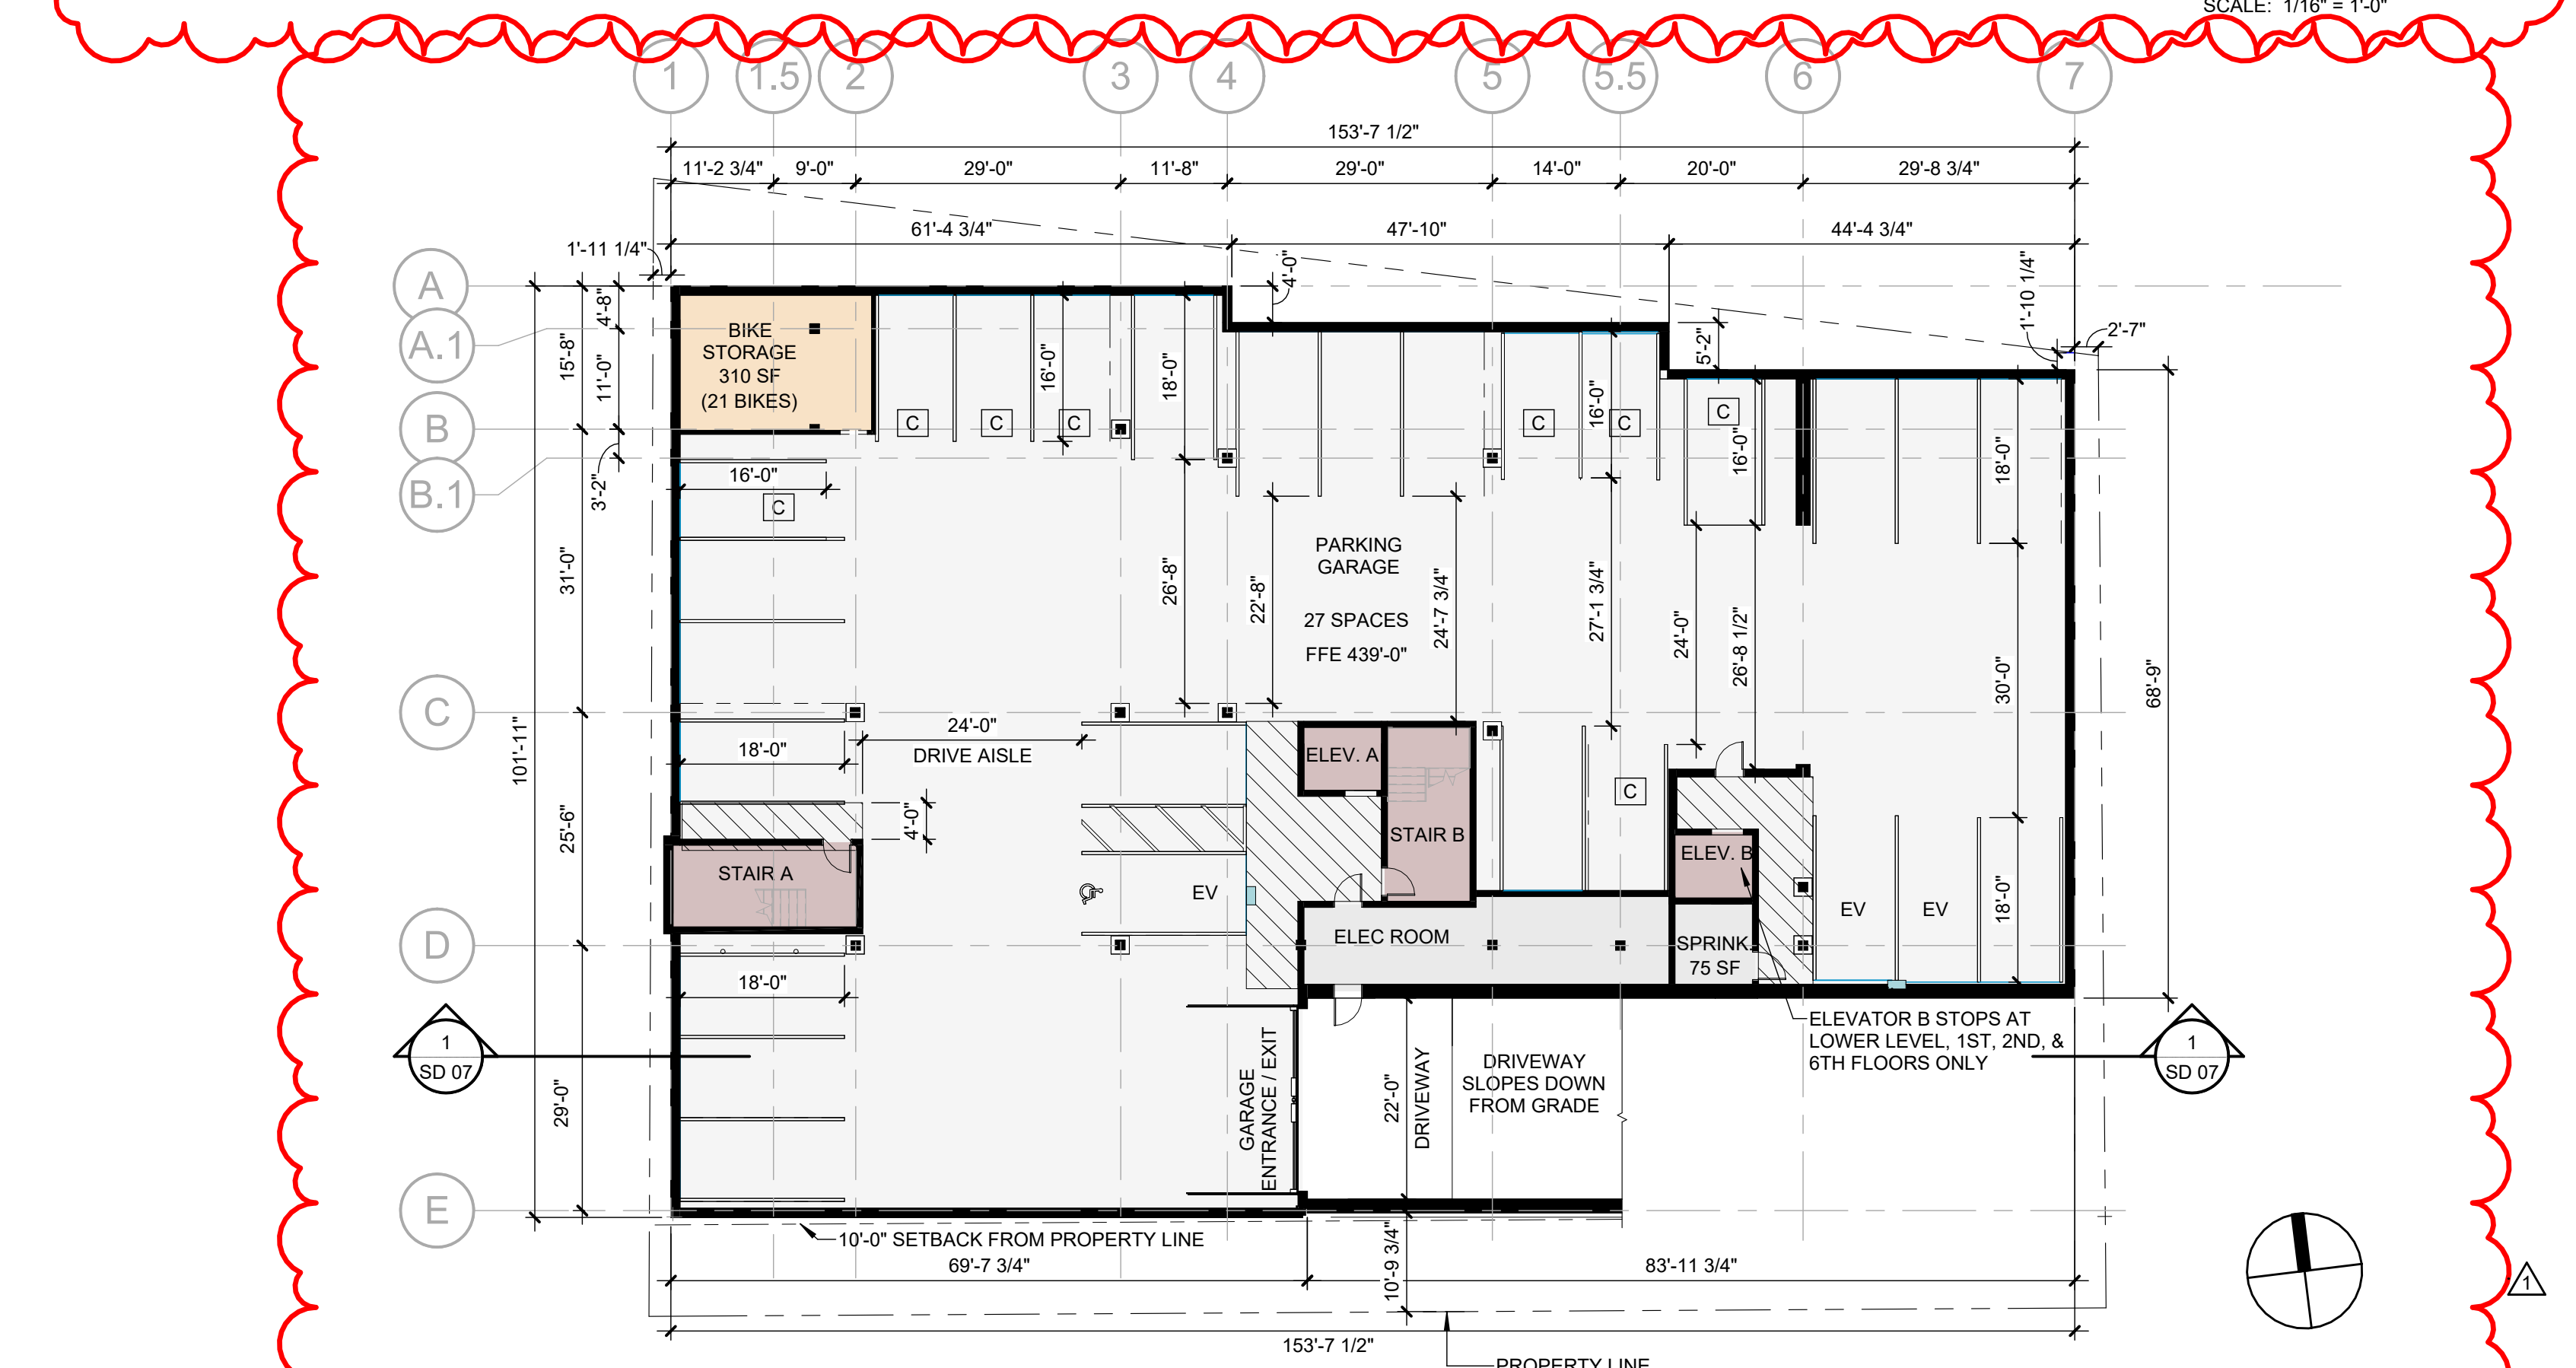 SCALE: 1/16" = 1'-0"
1
1.5
2
3
4
5
5.5
6
7
153'-7 1/2"
11'-2 3/4"
9'-0"
29'-0"
11'-8"
29'-0"
14'-0"
20'-0"
29'-8 3/4"
61'-4 3/4"
47'-10"
44'-4 3/4"
1'-11 1/4"
4'-0"
1'-10 1/4"
2'-7"
5'-2"
A
A.1
B
B.1
C
D
E
4'-8"
15'-8"
11'-0"
3'-2"
31'-0"
101'-11"
25'-6"
29'-0"
BIKE
STORAGE
310 SF
(21 BIKES)
16'-0"
18'-0"
C
C
C
C
C
C
16'-0"
16'-0"
18'-0"
16'-0"
C
26'-8"
22'-8"
PARKING
GARAGE
27 SPACES
FFE 439'-0"
24'-7 3/4"
27'-1 3/4"
24'-0"
26'-8 1/2"
30'-0"
68'-9"
24'-0"
DRIVE AISLE
18'-0"
4'-0"
ELEV. A
STAIR B
C
STAIR A
EV
ELEV. B
EV
EV
18'-0"
ELEC ROOM
SPRINK.
75 SF
18'-0"
1
SD 07
GARAGE
ENTRANCE / EXIT
22'-0"
DRIVEWAY
DRIVEWAY
SLOPES DOWN
FROM GRADE
ELEVATOR B STOPS AT
LOWER LEVEL, 1ST, 2ND, &
6TH FLOORS ONLY
1
SD 07
10'-0" SETBACK FROM PROPERTY LINE
69'-7 3/4"
10'-9 3/4"
83'-11 3/4"
153'-7 1/2"
PROPERTY LINE
1